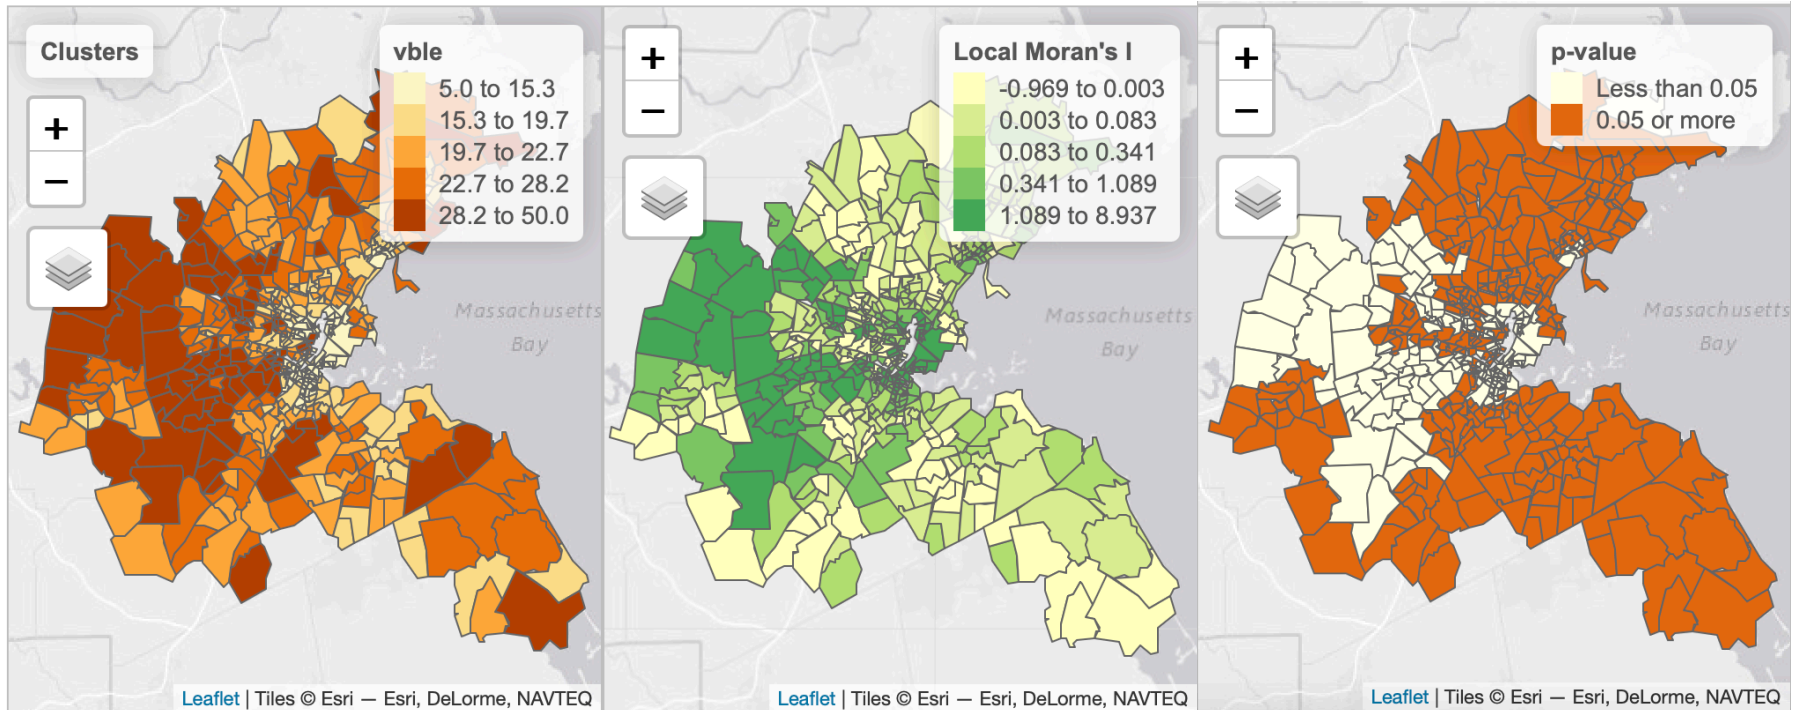 Clusters
+
−
vble
5.0 to 15.3
15.3 to 19.7
19.7 to 22.7
22.7 to 28.2
28.2 to 50.0
Massachusetts
Bay
Leaflet | Tiles © Esri — Esri, DeLorme, NAVTEQ
+
−
Local Moran's I
-0.969 to 0.003
0.003 to 0.083
0.083 to 0.341
0.341 to 1.089
1.089 to 8.937
Massachusetts
Bay
Leaflet | Tiles © Esri — Esri, DeLorme, NAVTEQ
+
−
p-value
Less than 0.05
0.05 or more
Massachusetts
Bay
Leaflet | Tiles © Esri — Esri, DeLorme, NAVTEQ